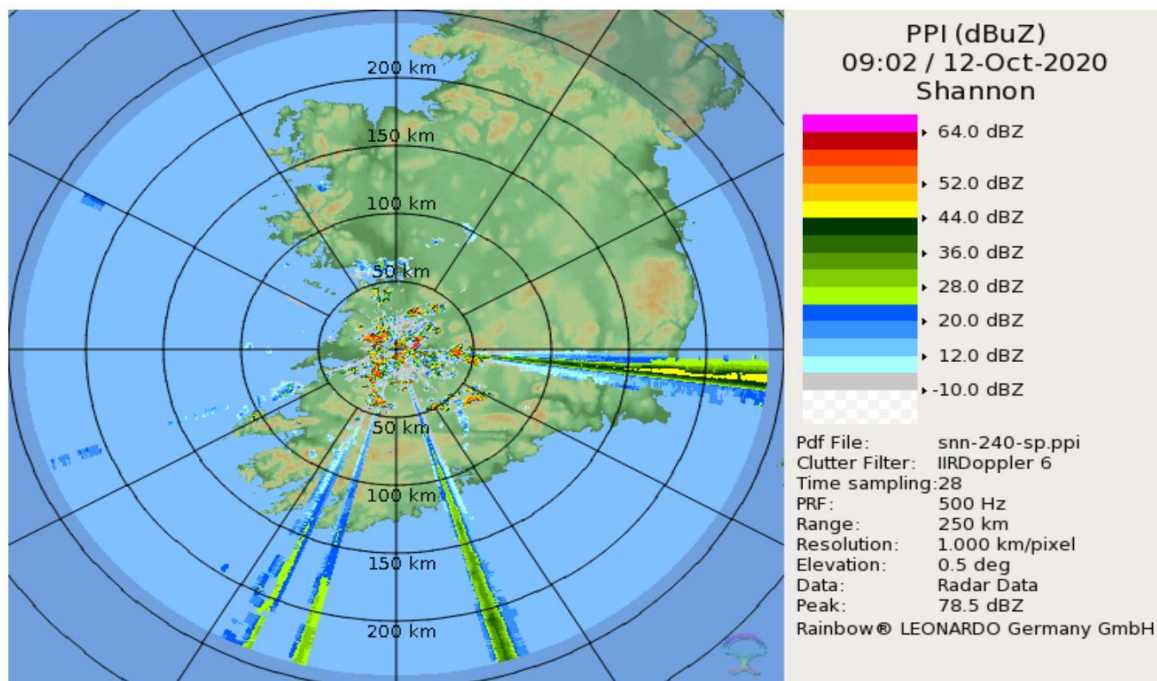 200 km
150 km
100 km
50 km
50 km
100 km
150 km
200 km
PPI (dBuZ)
09:02 / 12-Oct-2020
Shannon
64.0 dBZ
52.0 dBZ
44.0 dBZ
36.0 dBZ
28.0 dBZ
20.0 dBZ
12.0 dBZ
-10.0 dBZ
Pdf File: snn-240-sp.ppi
Clutter Filter: IIRDoppler 6
Time sampling:28
PRF: 500 Hz
Range: 250 km
Resolution: 1.000 km/pixel
Elevation: 0.5 deg
Data: Radar Data
Peak: 78.5 dBZ
Rainbow® LEONARDO Germany GmbH